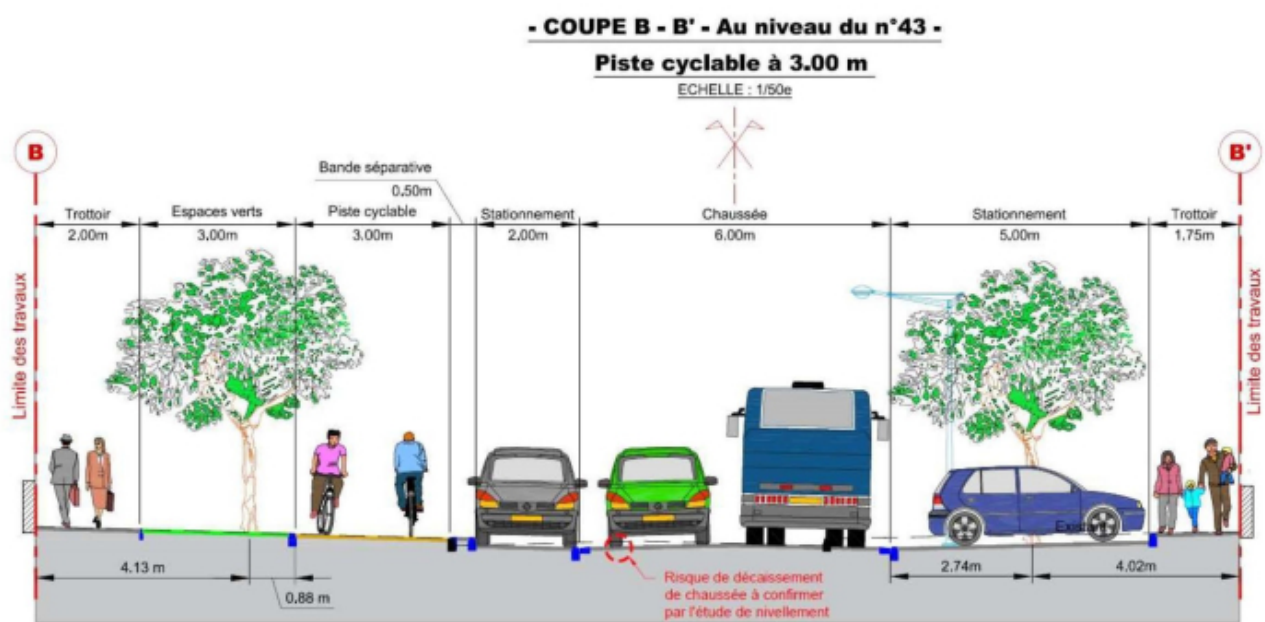 - COUPE B - B' - Au niveau du n°43 -
Piste cyclable à 3.00 m
ECHELLE : 1/50e
B
B'
Bande séparative
0.50m
Trottoir
2.00m
Espaces verts
3.00m
Piste cyclable
3.00m
Stationnement
2.00m
Chaussée
6.00m
Stationnement
5.00m
Trottoir
1.75m
Limite des travaux
Limite des travaux
4.13 m
0.88 m
Risque de décaissement
de chaussée à confirmer
par l'étude de nivellement
2.74m
4.02m